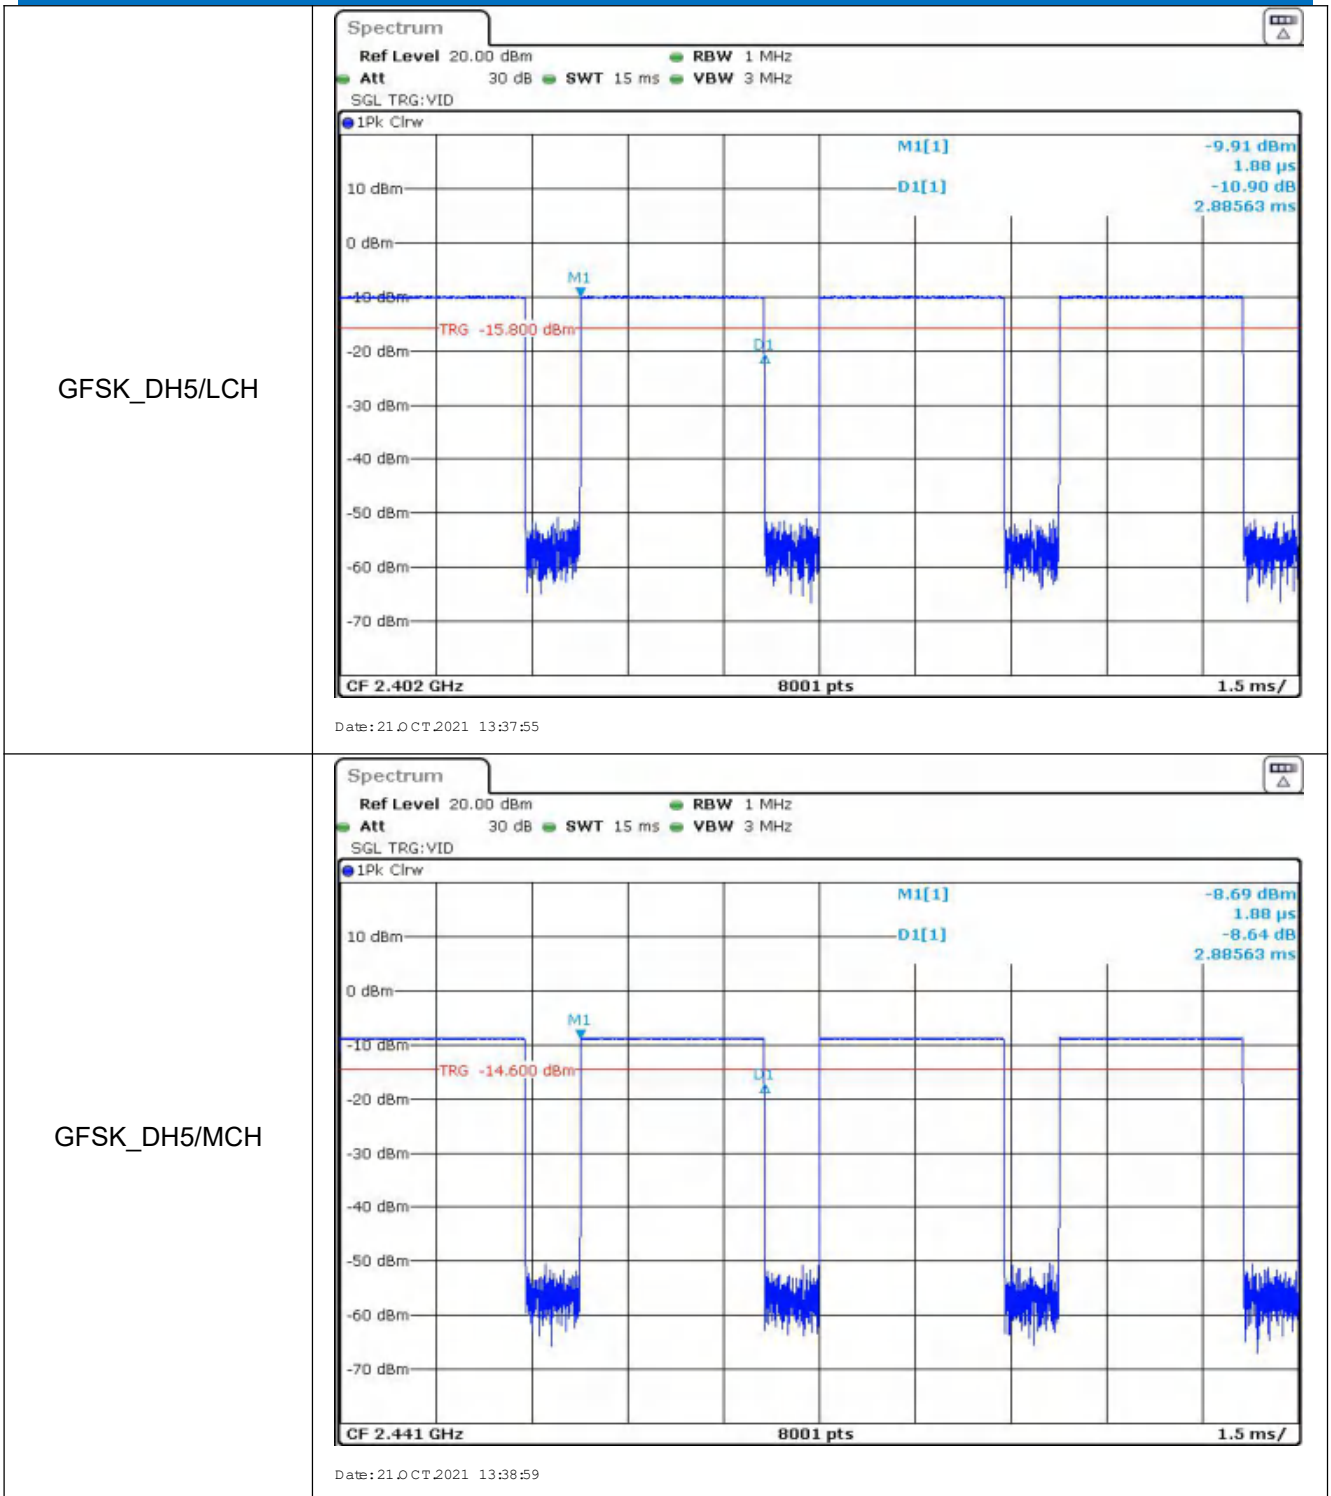 GFSK_DH5/LCH
Spectrum
Ref Level 20.00 dBm RBW 1 MHz
Att 30 dB SWT 15 ms VBW 3 MHz
SGL TRG:VID
1Pk Clrw
M1[1] -9.91 dBm
1.88 µs
10 dBm D1[1] -10.90 dB
2.88563 ms
0 dBm
M1
-10 dBm
TRG -15.800 dBm
D1
-20 dBm
-30 dBm
-40 dBm
-50 dBm
-60 dBm
-70 dBm
CF 2.402 GHz 8001 pts 1.5 ms/
Date: 21.OCT.2021 13:37:55
GFSK_DH5/MCH
Spectrum
Ref Level 20.00 dBm RBW 1 MHz
Att 30 dB SWT 15 ms VBW 3 MHz
SGL TRG:VID
1Pk Clrw
M1[1] -8.69 dBm
1.88 µs
10 dBm D1[1] -8.64 dB
2.88563 ms
0 dBm
M1
-10 dBm
TRG -14.600 dBm
D1
-20 dBm
-30 dBm
-40 dBm
-50 dBm
-60 dBm
-70 dBm
CF 2.441 GHz 8001 pts 1.5 ms/
Date: 21.OCT.2021 13:38:59